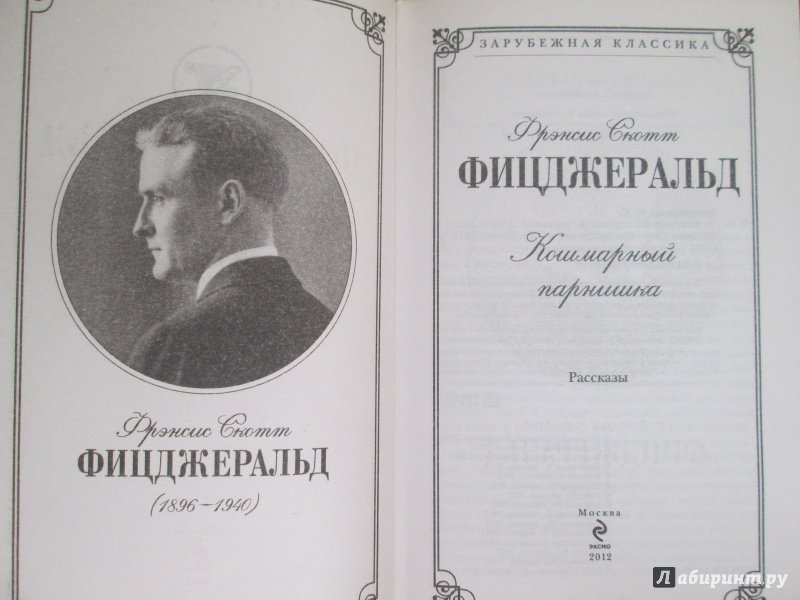 Фрэнсис Скотт
ФИЦДЖЕРАЛЬД
(1896–1940)
ЗАРУБЕЖНАЯ КЛАССИКА
Фрэнсис Скотт
ФИЦДЖЕРАЛЬД
Кошмарный
парнишка
Рассказы
Москва
ЭКСМО
2012
Лабиринт.ру